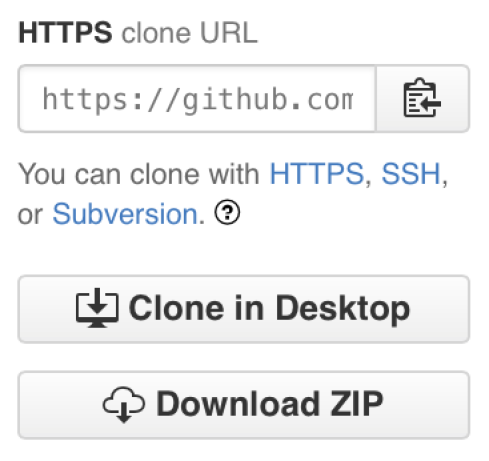 HTTPS clone URL
https://github.com
You can clone with HTTPS, SSH,
or Subversion. ?
Clone in Desktop
Download ZIP